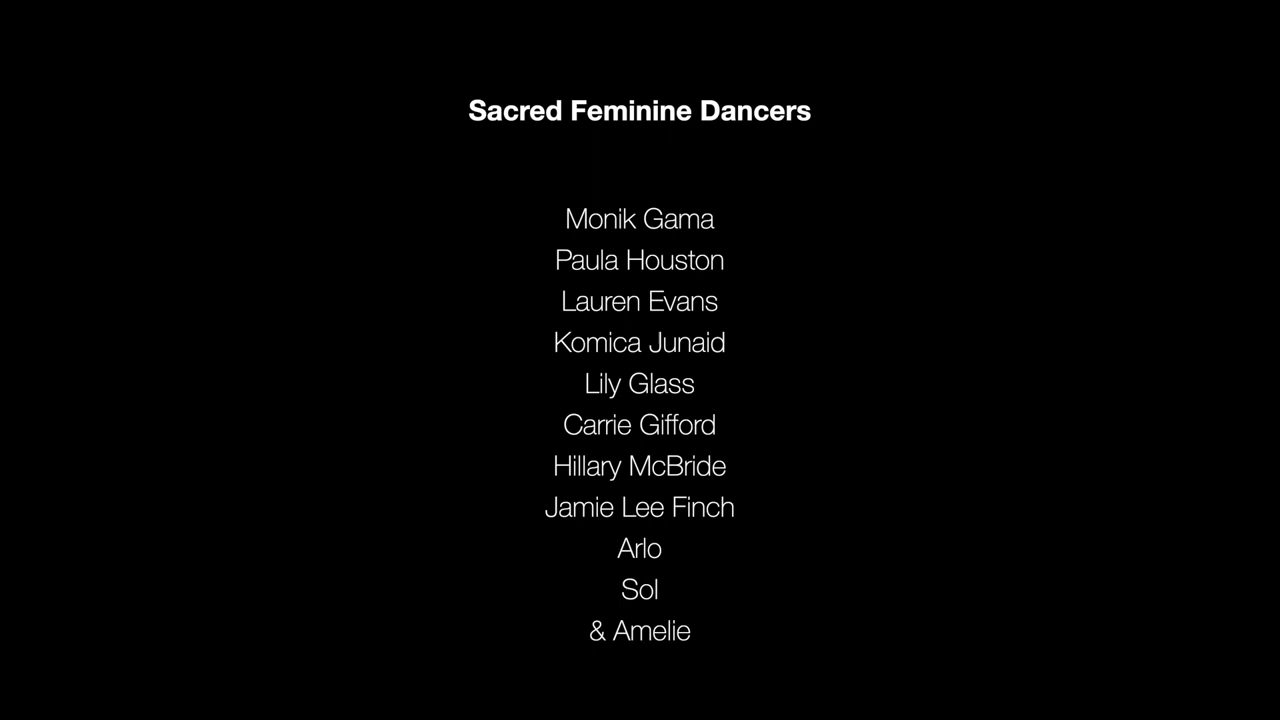 Sacred Feminine Dancers
Monik Gama
Paula Houston
Lauren Evans
Komica Junaid
Lily Glass
Carrie Gifford
Hillary McBride
Jamie Lee Finch
Arlo
Sol
& Amelie